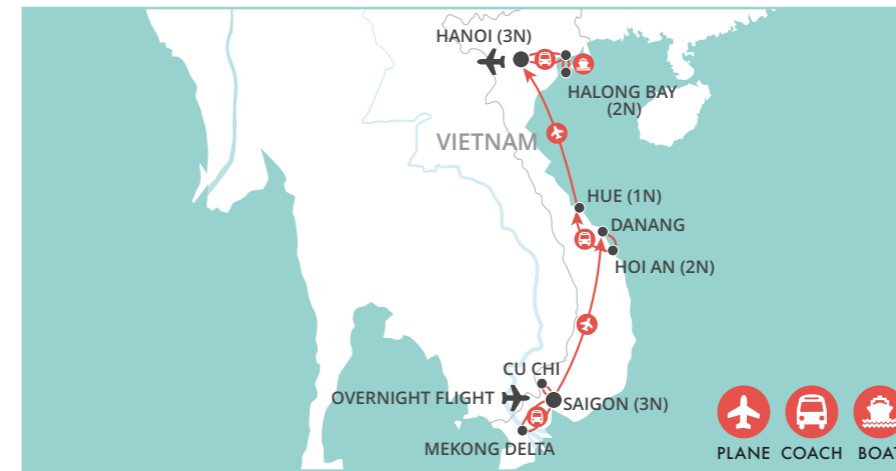 HANOI (3N)
HALONG BAY
(2N)
VIETNAM
HUE (1N)
DANANG
HOI AN (2N)
CU CHI
OVERNIGHT FLIGHT
SAIGON (3N)
MEKONG DELTA
PLANE COACH BOAT